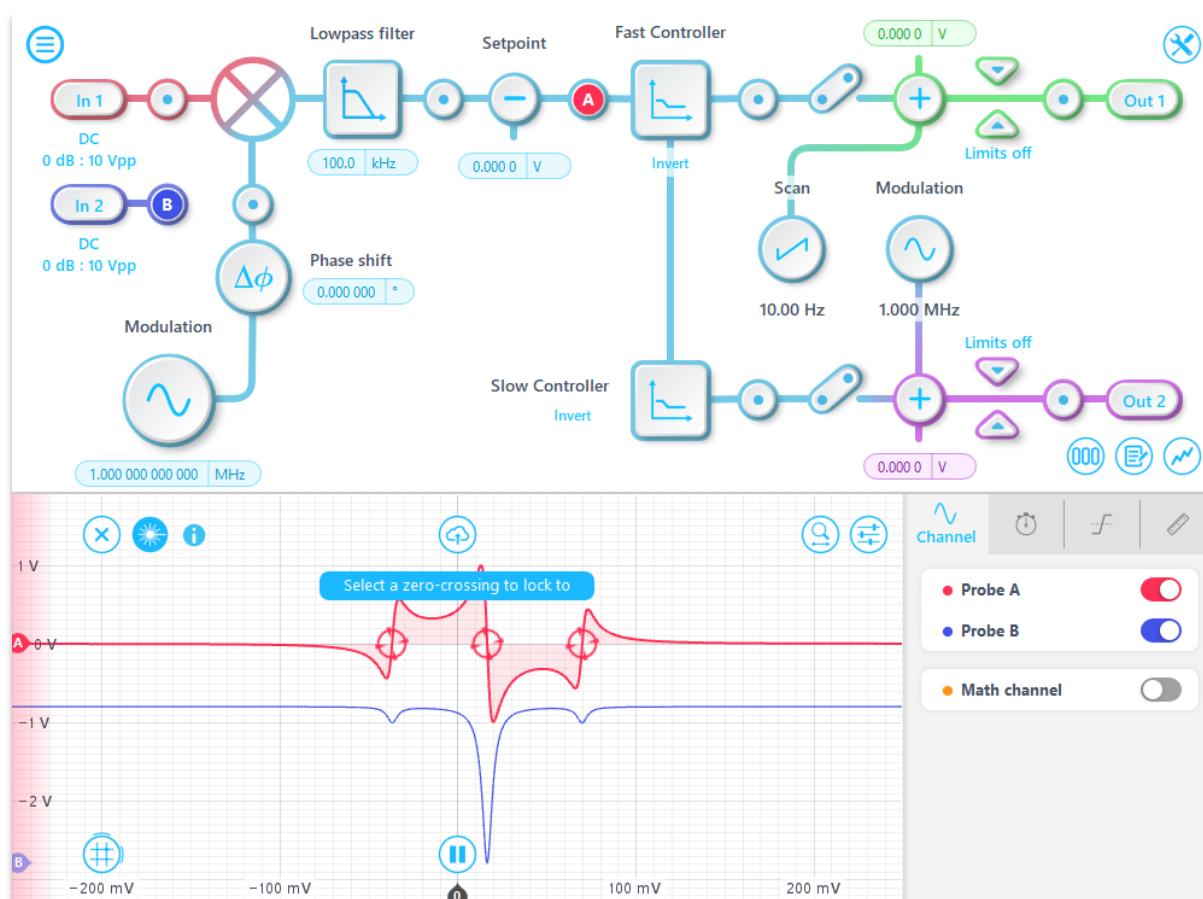 Lowpass filter
Setpoint
Fast Controller
0.000 0 V
In 1
DC
0 dB : 10 Vpp
100.0 kHz
−
0.000 0 V
A
Invert
+
Limits off
Out 1
In 2
B
DC
0 dB : 10 Vpp
Scan
Modulation
Δϕ
Phase shift
0.000 000 °
10.00 Hz
1.000 MHz
Modulation
1.000 000 000 000 MHz
Slow Controller
Invert
Limits off
+
Out 2
0.000 0 V
Select a zero-crossing to lock to
1 V
A
0 V
−1 V
−2 V
B
−200 mV
−100 mV
0
100 mV
200 mV
Channel
Probe A
Probe B
Math channel